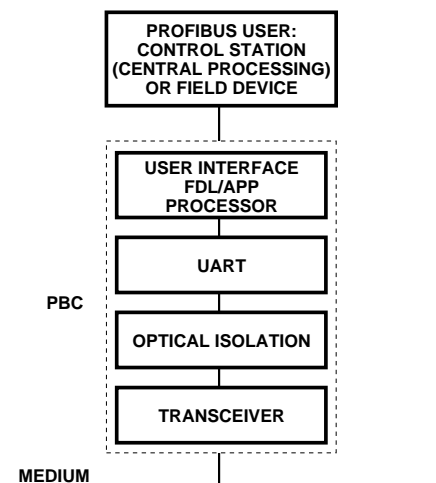 PROFIBUS USER:
CONTROL STATION
(CENTRAL PROCESSING)
OR FIELD DEVICE
USER INTERFACE
FDL/APP
PROCESSOR
UART
PBC
OPTICAL ISOLATION
TRANSCEIVER
MEDIUM